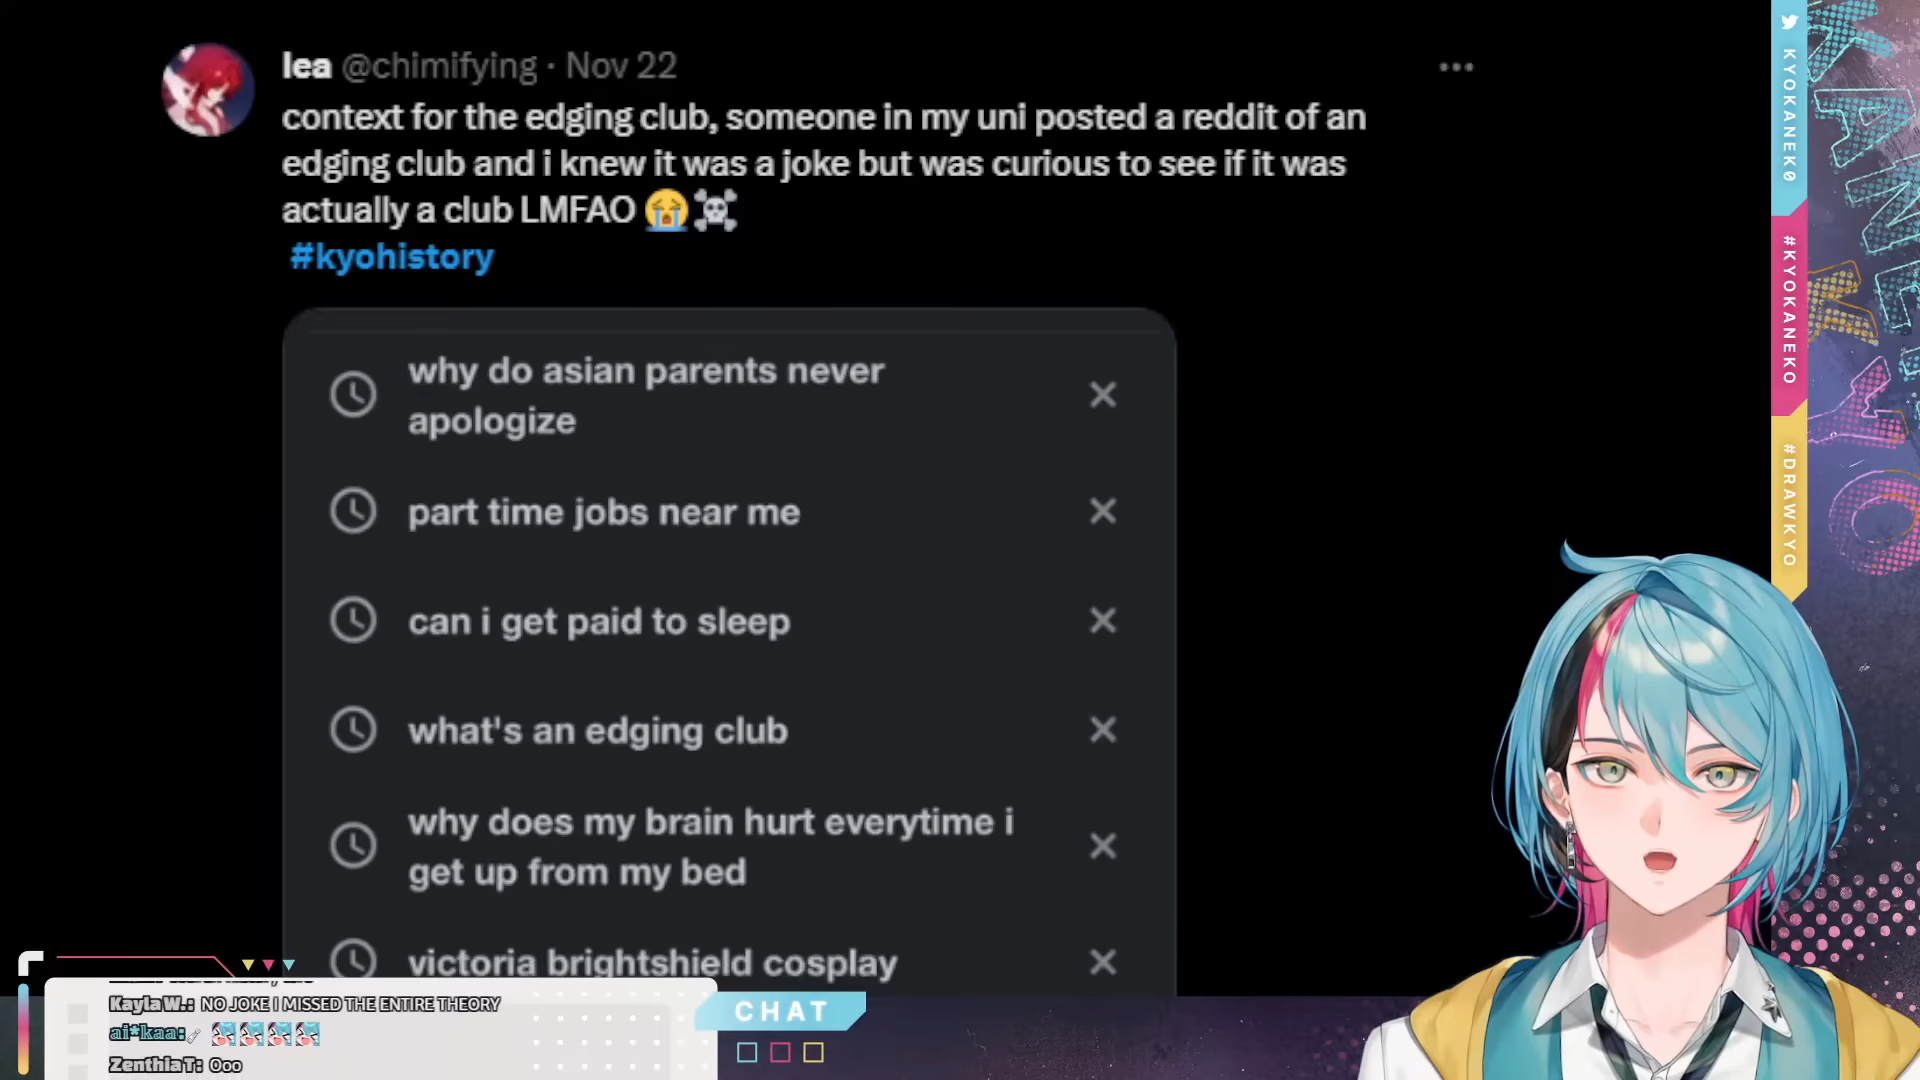 lea @chimifying · Nov 22
context for the edging club, someone in my uni posted a reddit of an
edging club and i knew it was a joke but was curious to see if it was
actually a club LMFAO 😭☠️
#kyohistory
why do asian parents never
apologize
part time jobs near me
can i get paid to sleep
what's an edging club
why does my brain hurt everytime i
get up from my bed
victoria brightshield cosplay
Kayla W.: NO JOKE I MISSED THE ENTIRE THEORY
ai*kaa:
ZenthiaT: Ooo
CHAT
KYOKANEK0
#KYOKANEKO
#DRAWKYO
KANEK
KYO